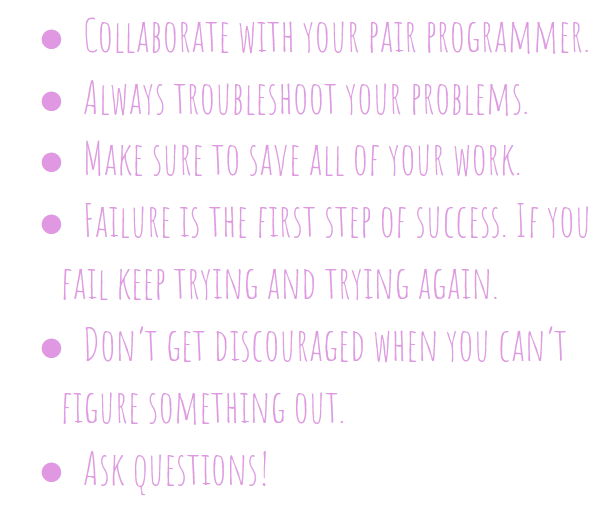 ● Collaborate with your pair programmer.
● Always troubleshoot your problems.
● Make sure to save all of your work.
● Failure is the first step of success. If you
fail keep trying and trying again.
● Don't get discouraged when you can't
figure something out.
● Ask questions!